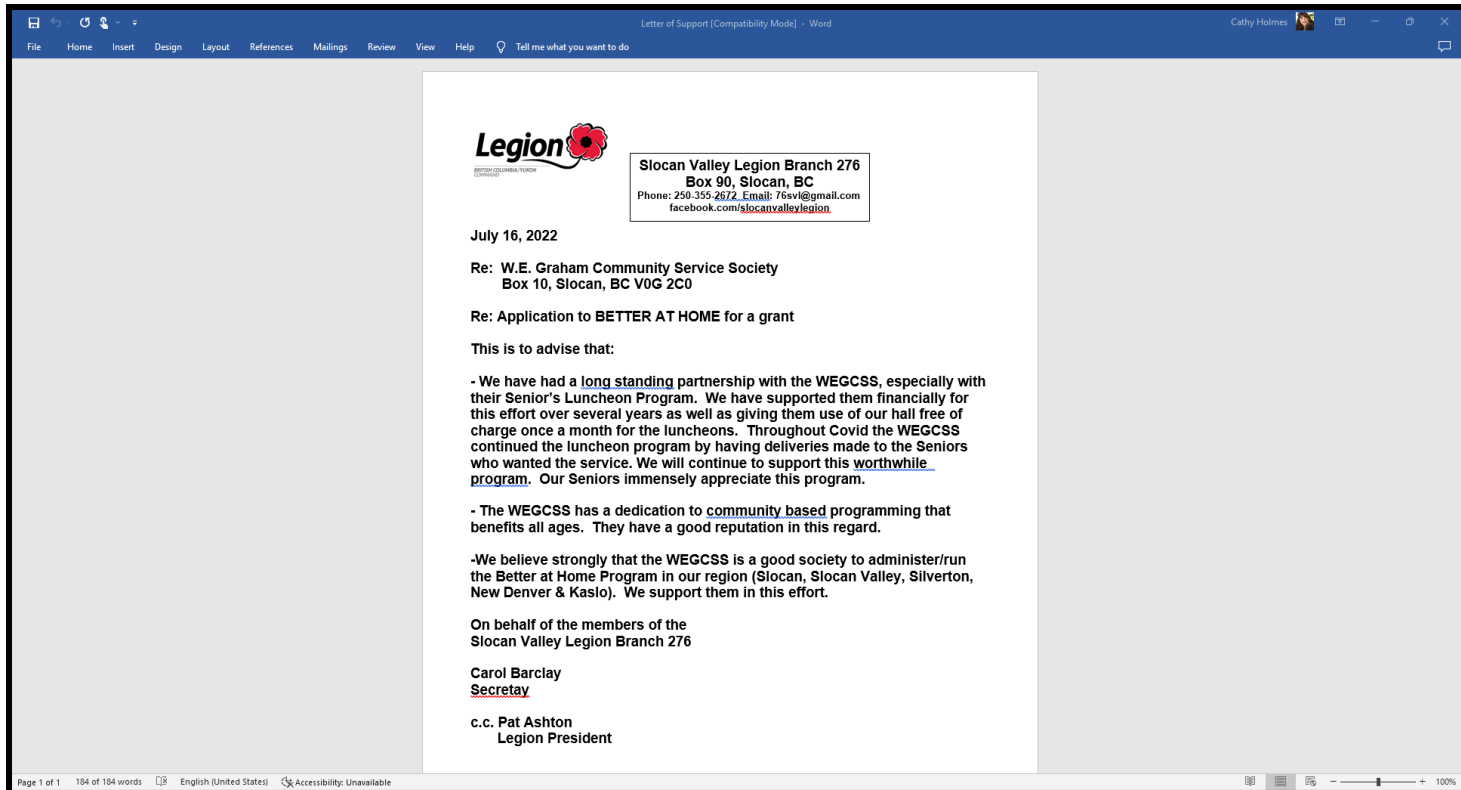 Letter of Support [Compatibility Mode] - Word
Cathy Holmes
File Home Insert Design Layout References Mailings Review View Help Tell me what you want to do
Legion
BRITISH COLUMBIA/YUKON
COMMAND
Slocan Valley Legion Branch 276
Box 90, Slocan, BC
Phone: 250-355-2672 Email: 76svl@gmail.com
facebook.com/slocanvalleylegion
July 16, 2022
Re: W.E. Graham Community Service Society
Box 10, Slocan, BC V0G 2C0
Re: Application to BETTER AT HOME for a grant
This is to advise that:
- We have had a long standing partnership with the WEGCSS, especially with
their Senior's Luncheon Program. We have supported them financially for
this effort over several years as well as giving them use of our hall free of
charge once a month for the luncheons. Throughout Covid the WEGCSS
continued the luncheon program by having deliveries made to the Seniors
who wanted the service. We will continue to support this worthwhile
program. Our Seniors immensely appreciate this program.
- The WEGCSS has a dedication to community based programming that
benefits all ages. They have a good reputation in this regard.
-We believe strongly that the WEGCSS is a good society to administer/run
the Better at Home Program in our region (Slocan, Slocan Valley, Silverton,
New Denver & Kaslo). We support them in this effort.
On behalf of the members of the
Slocan Valley Legion Branch 276
Carol Barclay
Secretay
c.c. Pat Ashton
Legion President
Page 1 of 1 184 of 184 words English (United States) Accessibility: Unavailable 100%